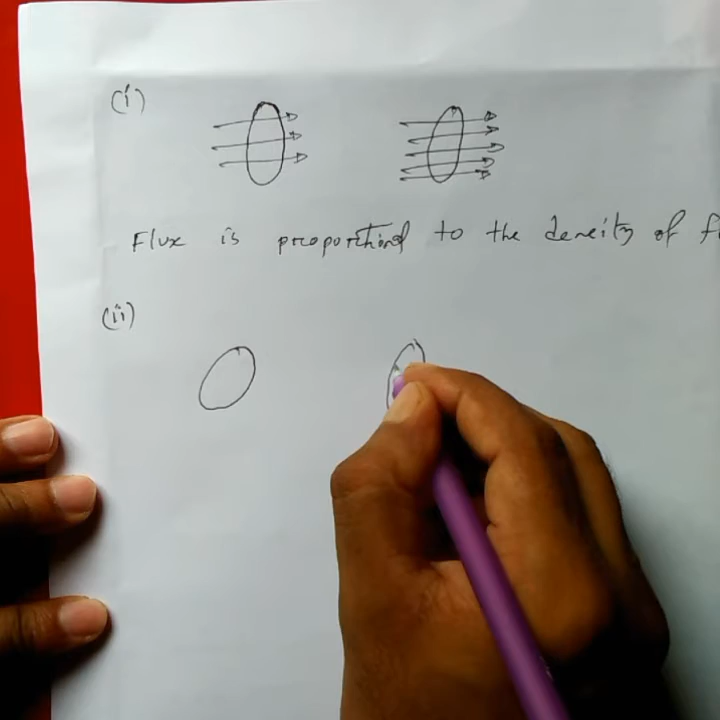 (i)
Flux is proportional to the density of
(ii)